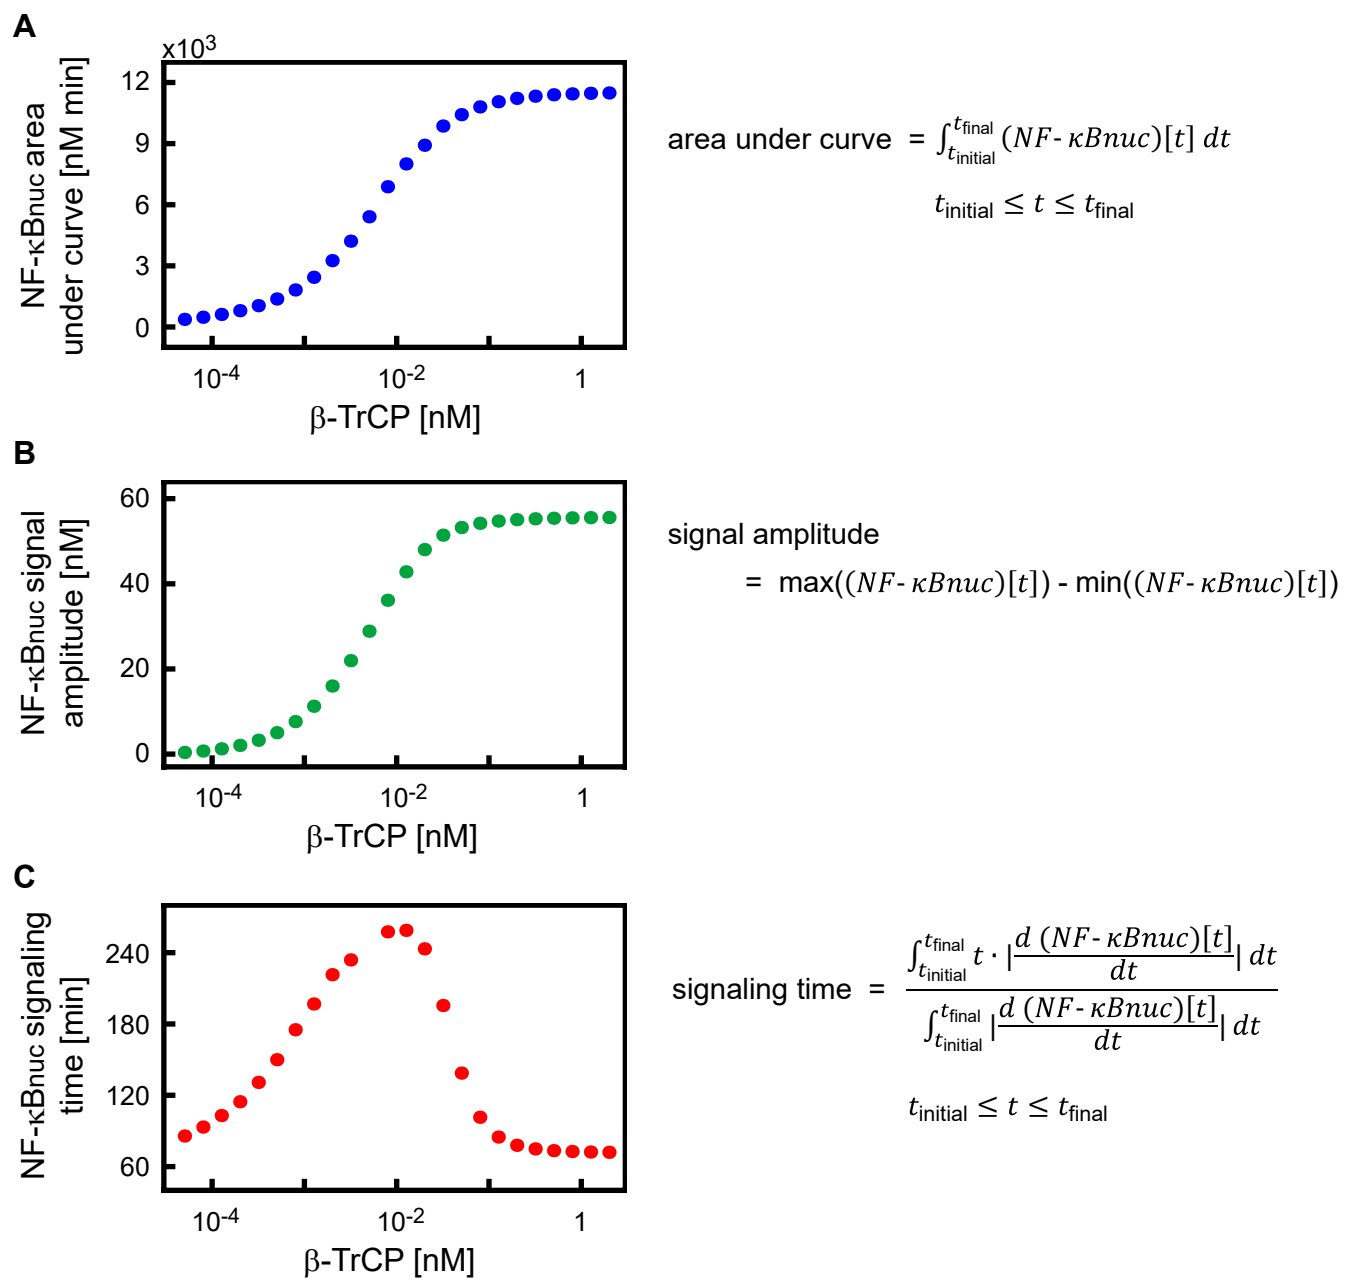 A
x10³
12
9
6
3
0
NF-κBnuc area
under curve [nM min]
10⁻⁴
10⁻²
1
β-TrCP [nM]
area under curve = ∫_{t_initial}^{t_final} (NF-κBnuc)[t] dt
t_initial ≤ t ≤ t_final
B
60
40
20
0
NF-κBnuc signal
amplitude [nM]
10⁻⁴
10⁻²
1
β-TrCP [nM]
signal amplitude
= max((NF-κBnuc)[t]) - min((NF-κBnuc)[t])
C
240
180
120
60
NF-κBnuc signaling
time [min]
10⁻⁴
10⁻²
1
β-TrCP [nM]
signaling time = \frac{∫_{t_initial}^{t_final} t · |\frac{d (NF-κBnuc)[t]}{dt}| dt}{∫_{t_initial}^{t_final} |\frac{d (NF-κBnuc)[t]}{dt}| dt}
t_initial ≤ t ≤ t_final